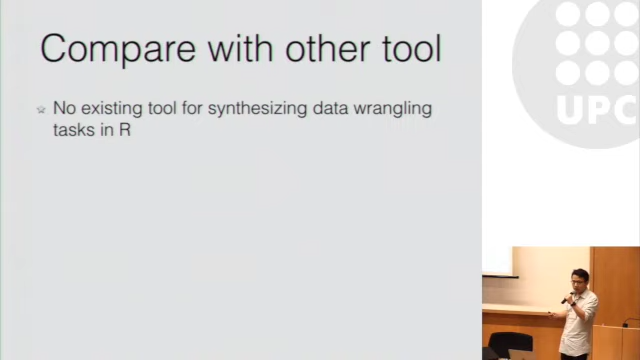 Compare with other tool
No existing tool for synthesizing data wrangling
tasks in R
UPC